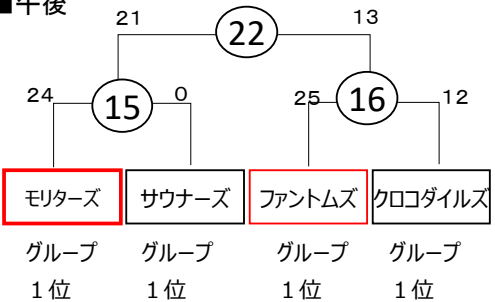 ■午後
21 22 13
24 15 0 25 16 12
モリターズ サウナーズ ファントムズ クロコダイルズ
グループ グループ グループ グループ
１位 １位 １位 １位